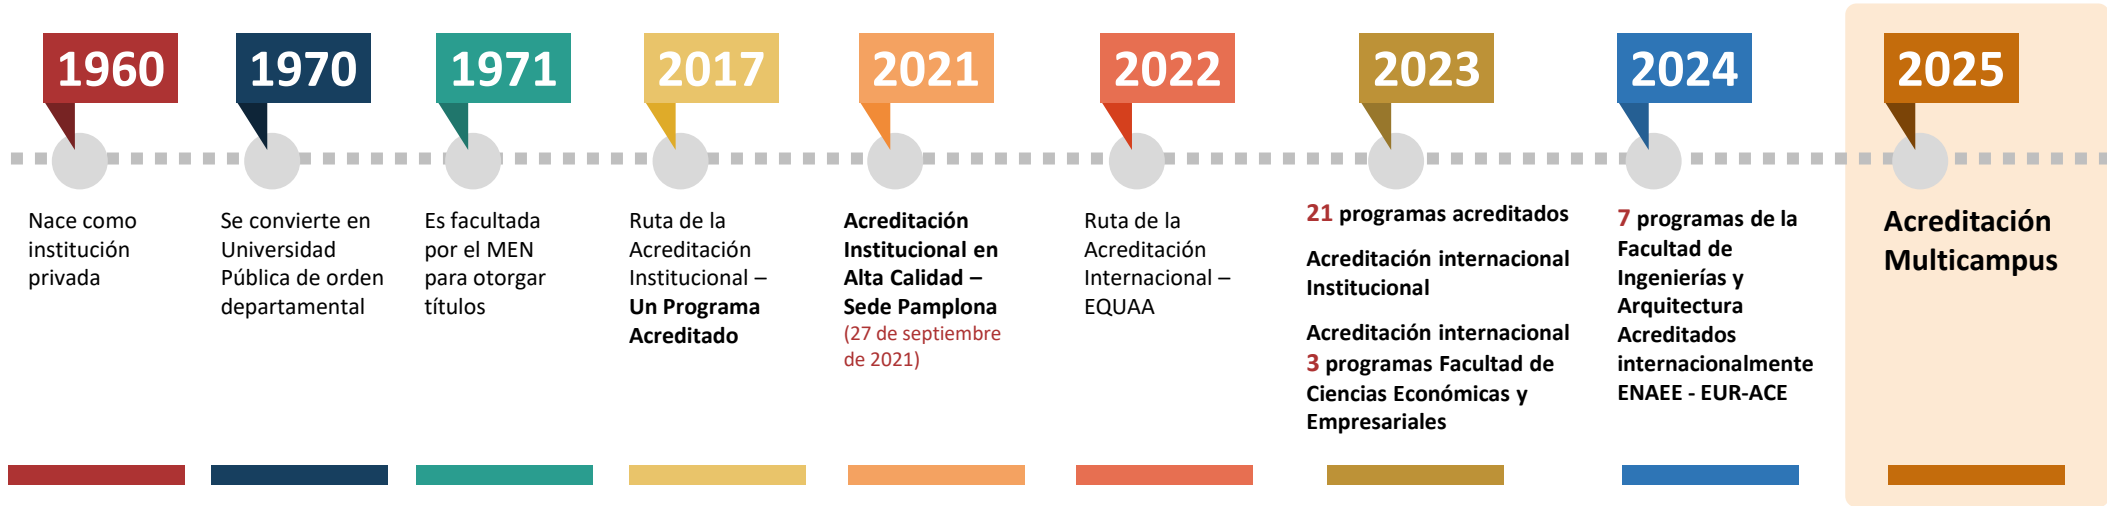 1960
Nace como
institución
privada
1970
Se convierte en
Universidad
Pública de orden
departamental
1971
Es facultada
por el MEN
para otorgar
títulos
2017
Ruta de la
Acreditación
Institucional –
Un Programa
Acreditado
2021
Acreditación
Institucional en
Alta Calidad –
Sede Pamplona
(27 de septiembre
de 2021)
2022
Ruta de la
Acreditación
Internacional –
EQUAA
2023
21 programas acreditados
Acreditación internacional
Institucional
Acreditación internacional
3 programas Facultad de
Ciencias Económicas y
Empresariales
2024
7 programas de la
Facultad de
Ingenierías y
Arquitectura
Acreditados
internacionalmente
ENAEE - EUR-ACE
2025
Acreditación
Multicampus